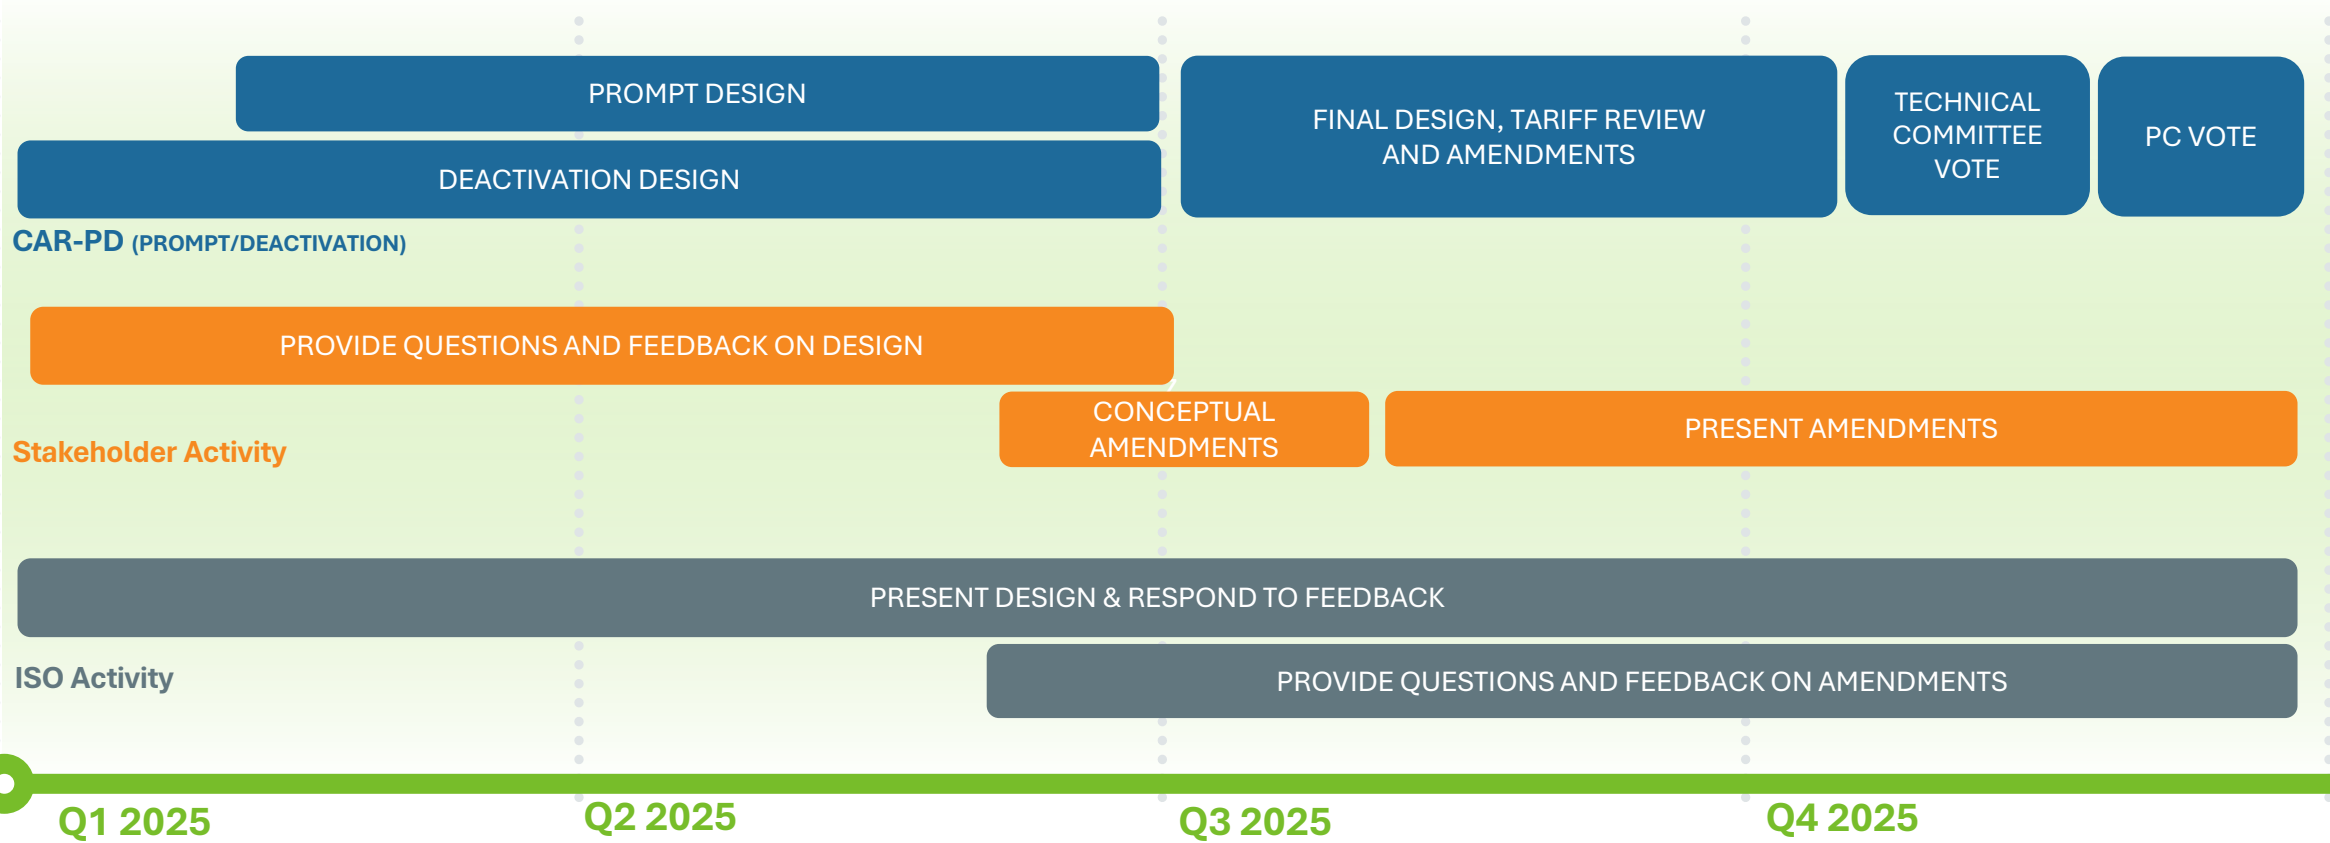 PROMPT DESIGN
DEACTIVATION DESIGN
FINAL DESIGN, TARIFF REVIEW
AND AMENDMENTS
TECHNICAL
COMMITTEE
VOTE
PC VOTE
CAR-PD (PROMPT/DEACTIVATION)
PROVIDE QUESTIONS AND FEEDBACK ON DESIGN
CONCEPTUAL
AMENDMENTS
PRESENT AMENDMENTS
Stakeholder Activity
PRESENT DESIGN & RESPOND TO FEEDBACK
PROVIDE QUESTIONS AND FEEDBACK ON AMENDMENTS
ISO Activity
Q1 2025
Q2 2025
Q3 2025
Q4 2025